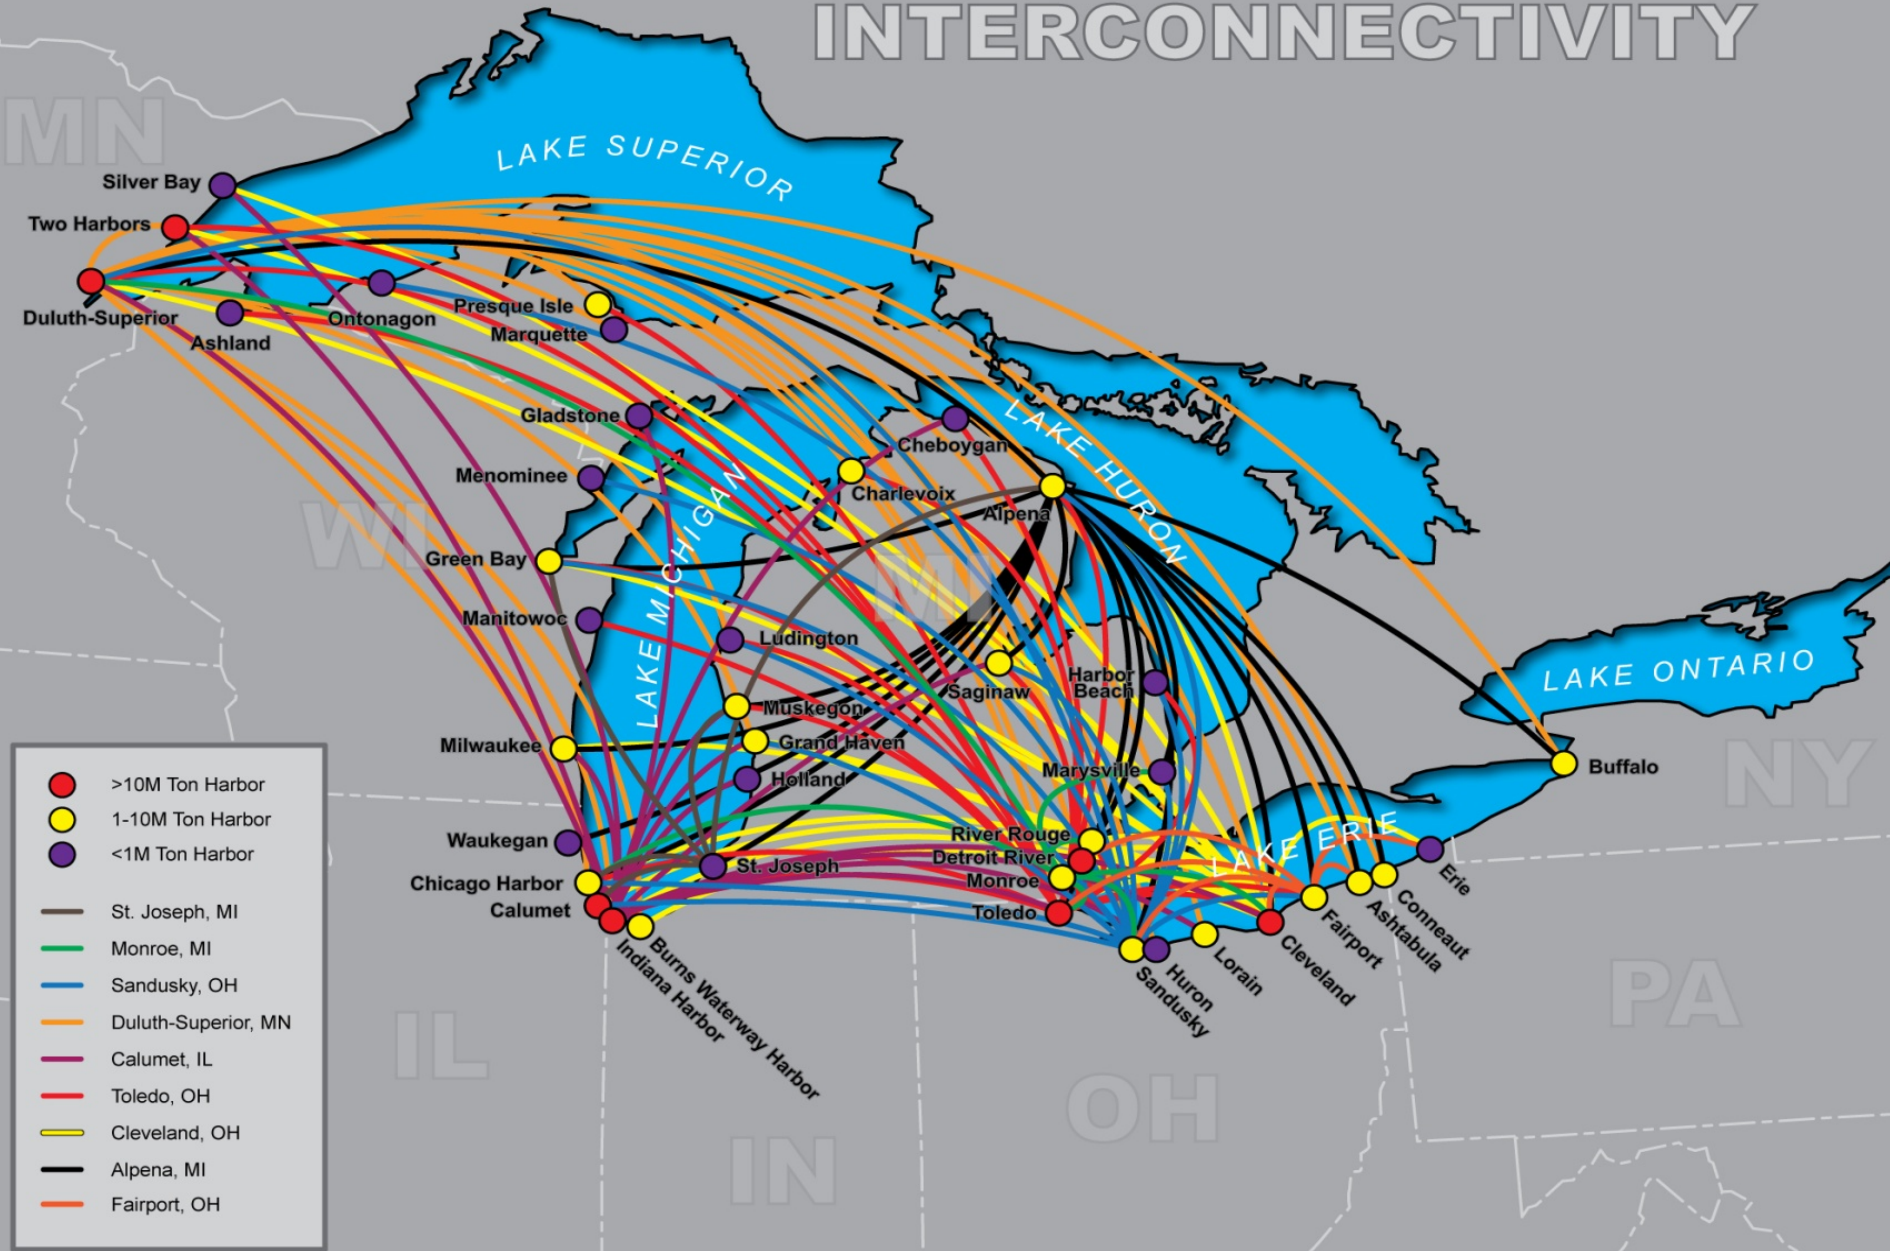 INTERCONNECTIVITY
MN
LAKE SUPERIOR
Silver Bay
Two Harbors
Duluth-Superior
Ashland
Ontonagon
Presque Isle
Marquette
Gladstone
Cheboygan
LAKE HURON
Menominee
Charlevoix
Alpena
WI
LAKE MICHIGAN
Green Bay
MI
Manitowoc
Ludington
Saginaw
Harbor
Beach
LAKE ONTARIO
Muskegon
Milwaukee
Grand Haven
Holland
Marysville
Buffalo
NY
Waukegan
River Rouge
LAKE ERIE
Detroit River
St. Joseph
Monroe
Erie
Chicago Harbor
Calumet
Toledo
Conneaut
Ashtabula
Fairport
Cleveland
Lorain
Huron
Sandusky
Burns Waterway Harbor
Indiana Harbor
PA
IL
OH
IN
>10M Ton Harbor
1-10M Ton Harbor
<1M Ton Harbor
St. Joseph, MI
Monroe, MI
Sandusky, OH
Duluth-Superior, MN
Calumet, IL
Toledo, OH
Cleveland, OH
Alpena, MI
Fairport, OH